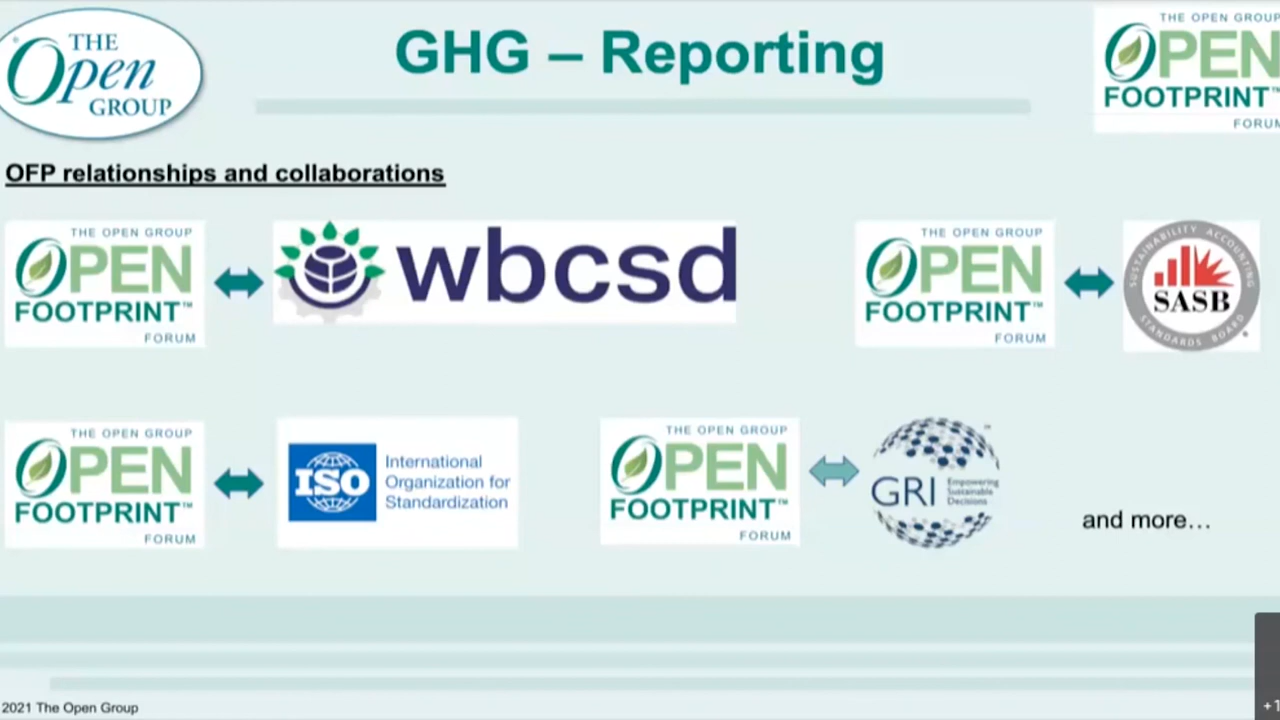 THE
Open
GROUP
GHG – Reporting
THE OPEN GROUP
OPEN
FOOTPRINT™
FORUM
OFP relationships and collaborations
THE OPEN GROUP
OPEN
FOOTPRINT™
FORUM
wbcsd
THE OPEN GROUP
OPEN
FOOTPRINT™
FORUM
SUSTAINABILITY ACCOUNTING
SASB
STANDARDS BOARD
THE OPEN GROUP
OPEN
FOOTPRINT™
FORUM
ISO
International
Organization for
Standardization
THE OPEN GROUP
OPEN
FOOTPRINT™
FORUM
GRI
Empowering
Sustainable
Decisions
and more...
2021 The Open Group
+1